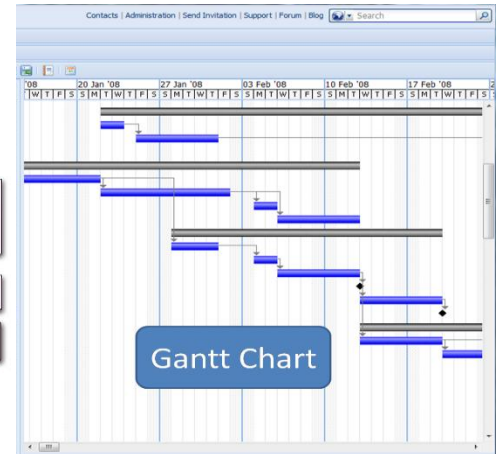 Contacts | Administration | Send Invitation | Support | Forum | Blog Search
'08 20 Jan '08 27 Jan '08 03 Feb '08 10 Feb '08 17 Feb '08 2
T W T F S S M T W T F S S M T W T F S S M T W T F S S M T W T F S S M T W T F S S
Gantt Chart